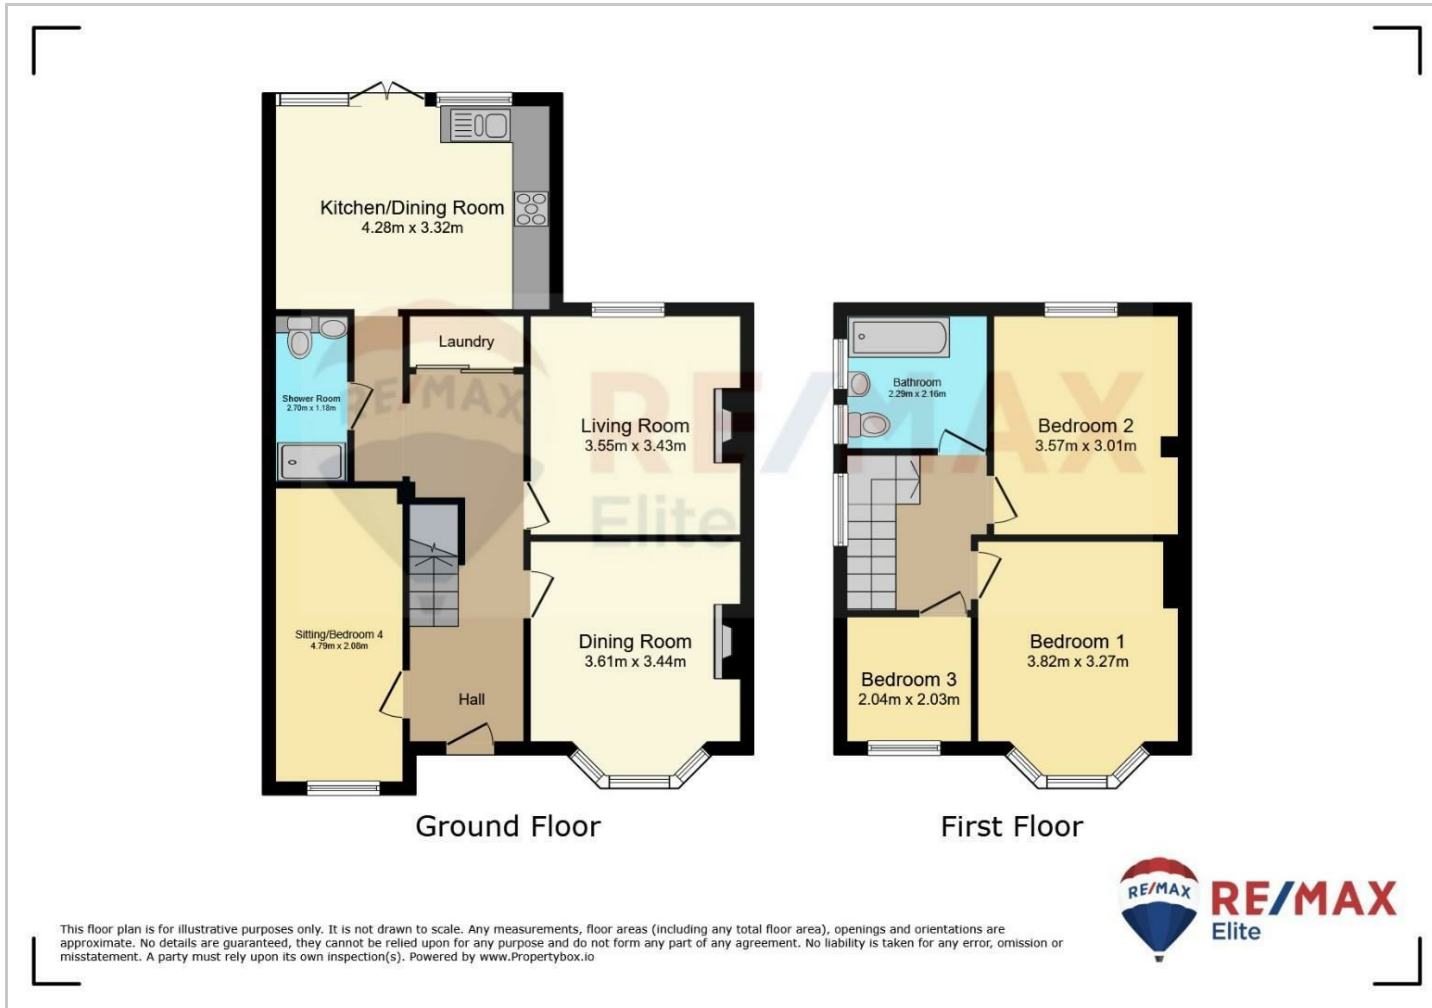 Kitchen/Dining Room
4.28m x 3.32m
Laundry
Shower Room
2.70m x 1.18m
Living Room
3.55m x 3.43m
Sitting/Bedroom 4
4.79m x 2.08m
Dining Room
3.61m x 3.44m
Hall
Ground Floor
Bathroom
2.29m x 2.16m
Bedroom 2
3.57m x 3.01m
Bedroom 1
3.82m x 3.27m
Bedroom 3
2.04m x 2.03m
First Floor
RE/MAX
RE/MAX
Elite
RE/MAX
RE/MAX
Elite
This floor plan is for illustrative purposes only. It is not drawn to scale. Any measurements, floor areas (including any total floor area), openings and orientations are
approximate. No details are guaranteed, they cannot be relied upon for any purpose and do not form any part of any agreement. No liability is taken for any error, omission or
misstatement. A party must rely upon its own inspection(s). Powered by www.Propertybox.io